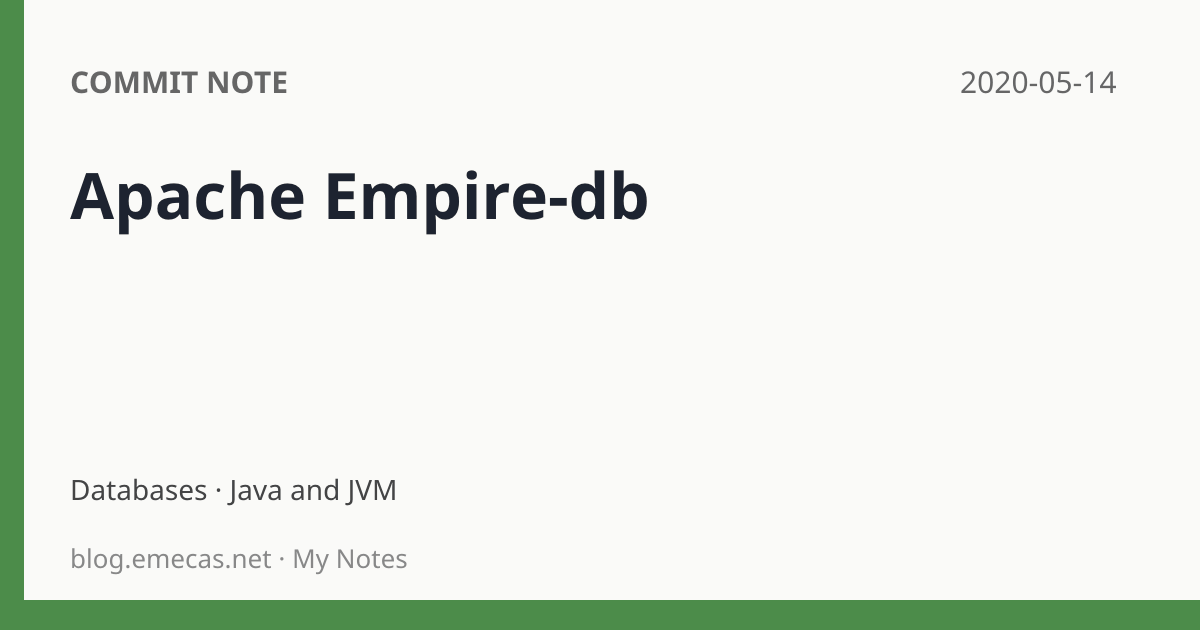 COMMIT NOTE
2020-05-14
Apache Empire-db
Databases · Java and JVM
blog.emecas.net · My Notes